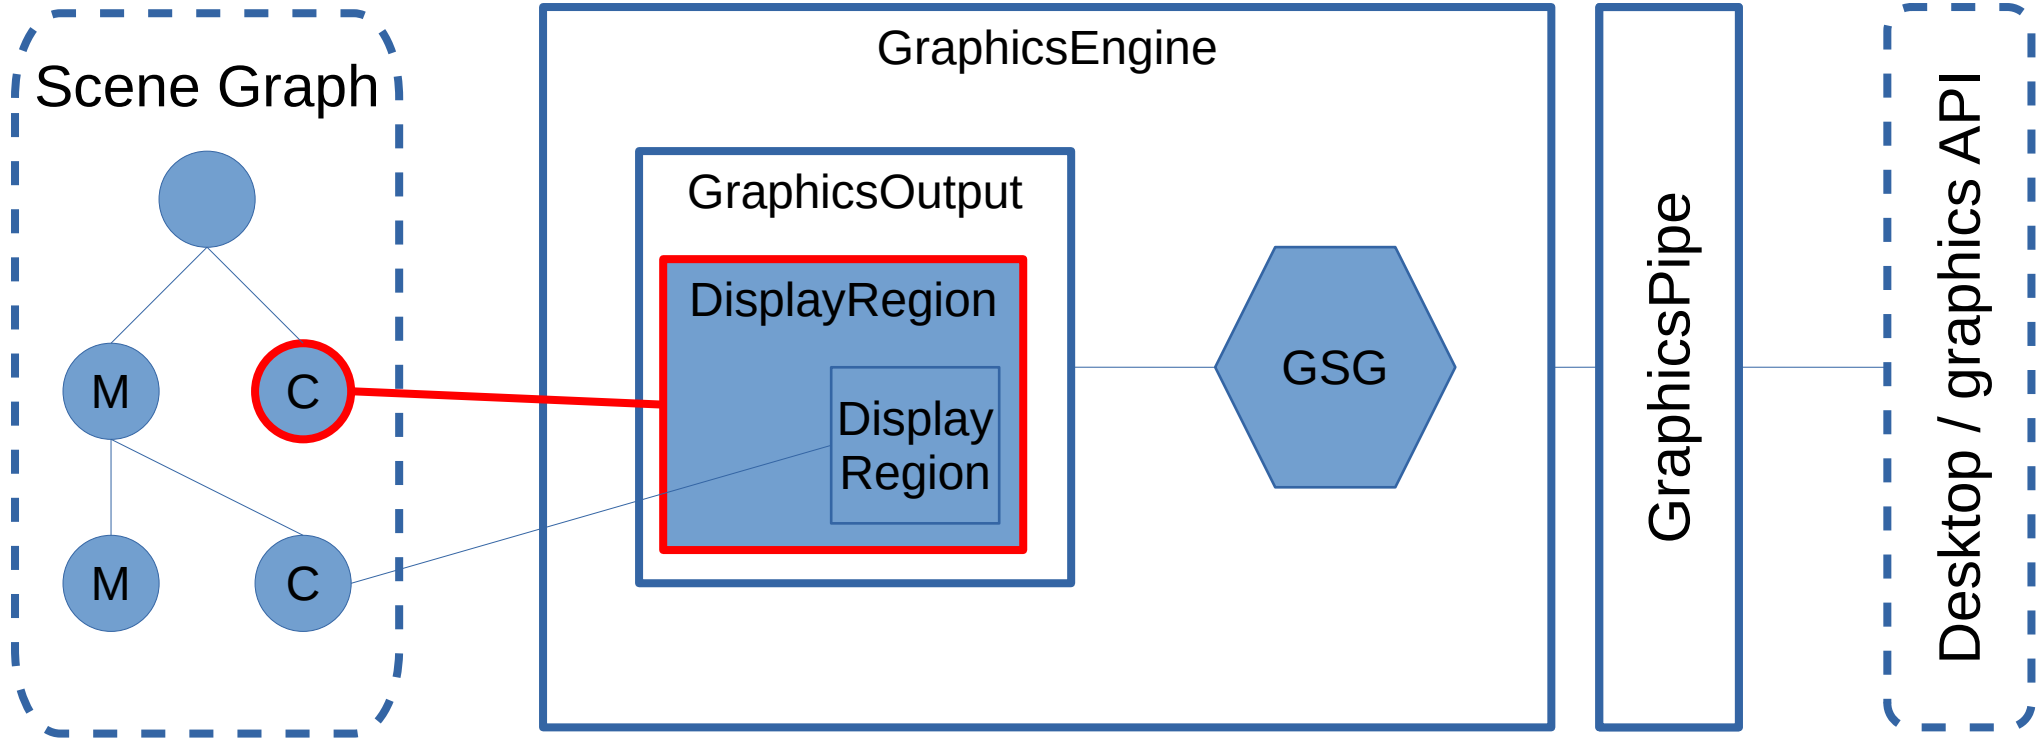 Scene Graph
M
C
M
C
GraphicsEngine
GraphicsOutput
DisplayRegion
Display
Region
GSG
GraphicsPipe
Desktop / graphics API